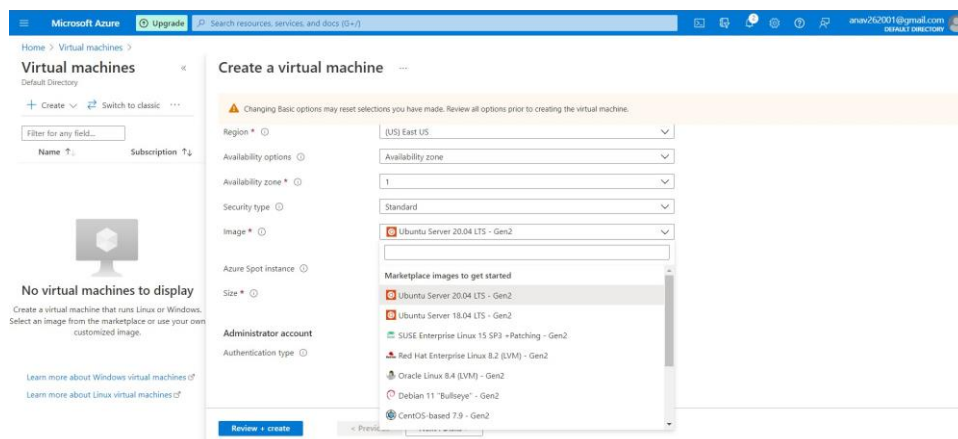 Microsoft Azure
Upgrade
Search resources, services, and docs (G+/)
anav262001@gmail.com
DEFAULT DIRECTORY
Home > Virtual machines >
Virtual machines
«
Default Directory
+ Create
Switch to classic
···
Filter for any field...
Name ↑↓
Subscription ↑↓
No virtual machines to display
Create a virtual machine that runs Linux or Windows.
Select an image from the marketplace or use your own
customized image.
Learn more about Windows virtual machines
Learn more about Linux virtual machines
Create a virtual machine ...
Changing Basic options may reset selections you have made. Review all options prior to creating the virtual machine.
Region *
(US) East US
Availability options
Availability zone
Availability zone *
1
Security type
Standard
Image *
Ubuntu Server 20.04 LTS - Gen2
Azure Spot instance
Size *
Administrator account
Authentication type
Marketplace images to get started
Ubuntu Server 20.04 LTS - Gen2
Ubuntu Server 18.04 LTS - Gen2
SUSE Enterprise Linux 15 SP3 +Patching - Gen2
Red Hat Enterprise Linux 8.2 (LVM) - Gen2
Oracle Linux 8.4 (LVM) - Gen2
Debian 11 "Bullseye" - Gen2
CentOS-based 7.9 - Gen2
Review + create